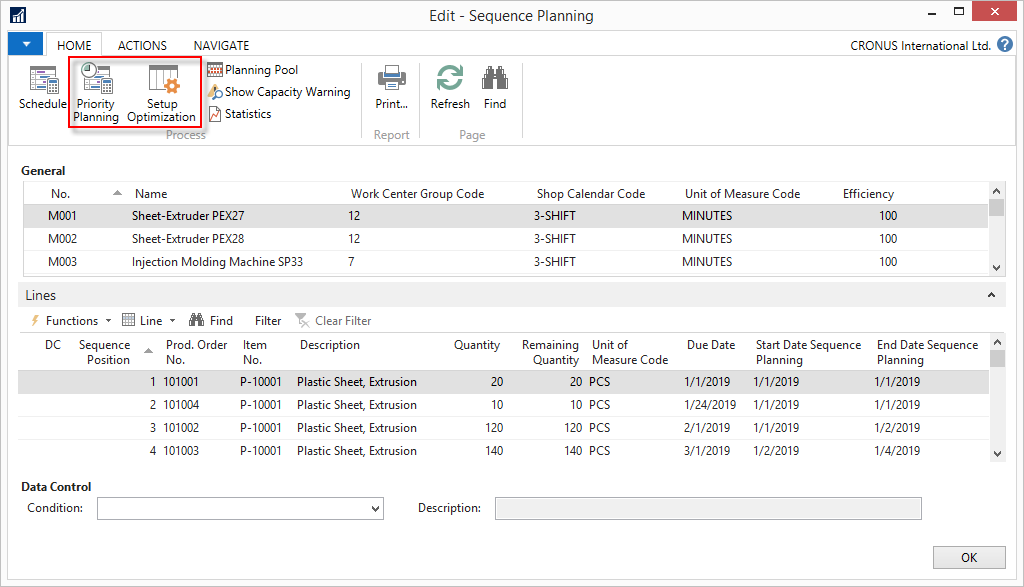 Edit - Sequence Planning
HOME ACTIONS NAVIGATE CRONUS International Ltd. ?
Schedule
Priority Planning
Setup Optimization
Planning Pool
Show Capacity Warning
Statistics
Process
Print...
Report
Refresh Find
Page
General
No. Name Work Center Group Code Shop Calendar Code Unit of Measure Code Efficiency
M001 Sheet-Extruder PEX27 12 3-SHIFT MINUTES 100
M002 Sheet-Extruder PEX28 12 3-SHIFT MINUTES 100
M003 Injection Molding Machine SP33 7 3-SHIFT MINUTES 100
Lines
Functions Line Find Filter Clear Filter
DC Sequence Position Prod. Order No. Item No. Description Quantity Remaining Quantity Unit of Measure Code Due Date Start Date Sequence Planning End Date Sequence Planning
1 101001 P-10001 Plastic Sheet, Extrusion 20 20 PCS 1/1/2019 1/1/2019 1/1/2019
2 101004 P-10001 Plastic Sheet, Extrusion 10 10 PCS 1/24/2019 1/1/2019 1/1/2019
3 101002 P-10001 Plastic Sheet, Extrusion 120 120 PCS 2/1/2019 1/1/2019 1/2/2019
4 101003 P-10001 Plastic Sheet, Extrusion 140 140 PCS 3/1/2019 1/2/2019 1/4/2019
Data Control
Condition: Description:
OK